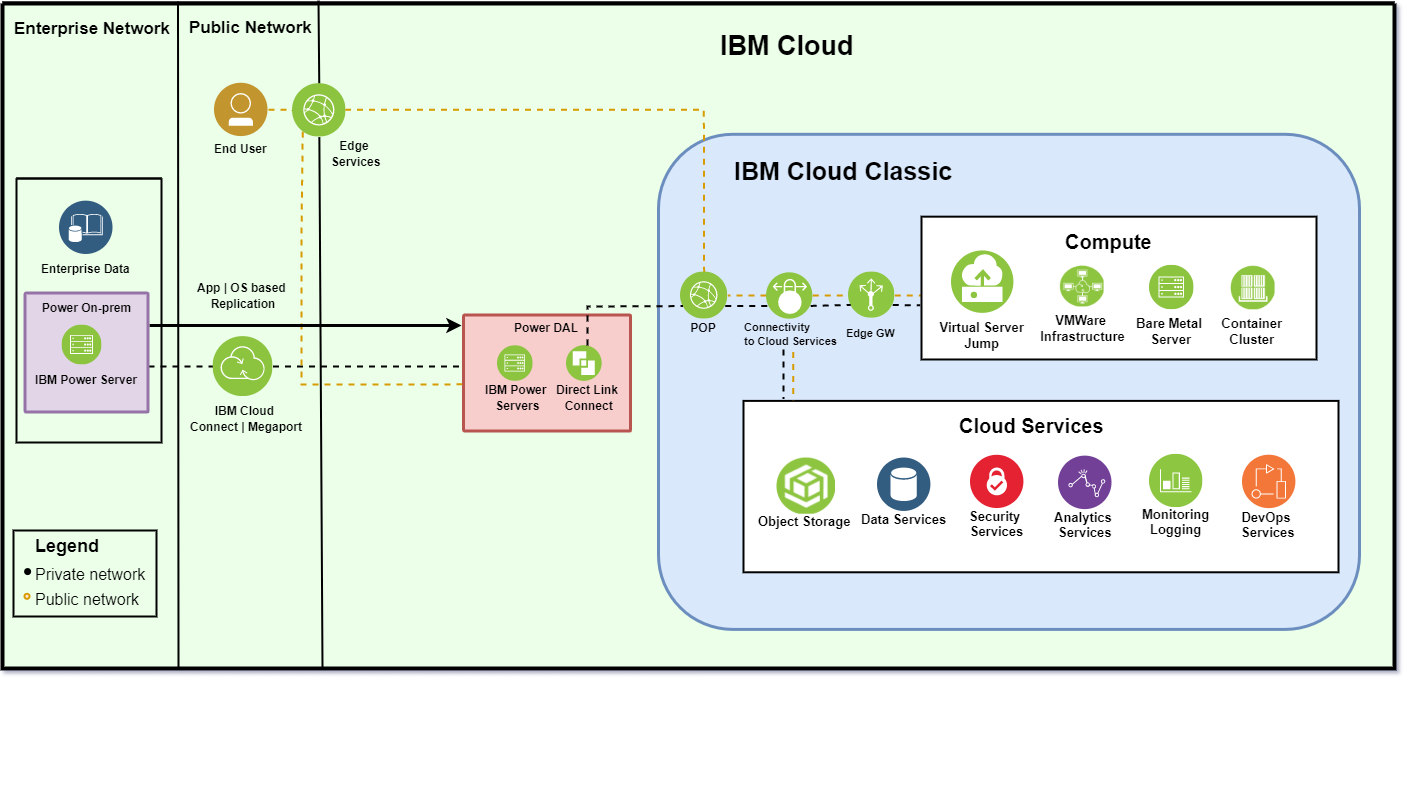 Enterprise Network
Public Network
IBM Cloud
End User
Edge
Services
IBM Cloud Classic
Enterprise Data
Power On-prem
IBM Power Server
App | OS based
Replication
IBM Cloud
Connect | Megaport
Power DAL
IBM Power
Servers
Direct Link
Connect
POP
Connectivity
to Cloud Services
Edge GW
Compute
Virtual Server
Jump
VMWare
Infrastructure
Bare Metal
Server
Container
Cluster
Cloud Services
Object Storage
Data Services
Security
Services
Analytics
Services
Monitoring
Logging
DevOps
Services
Legend
Private network
Public network